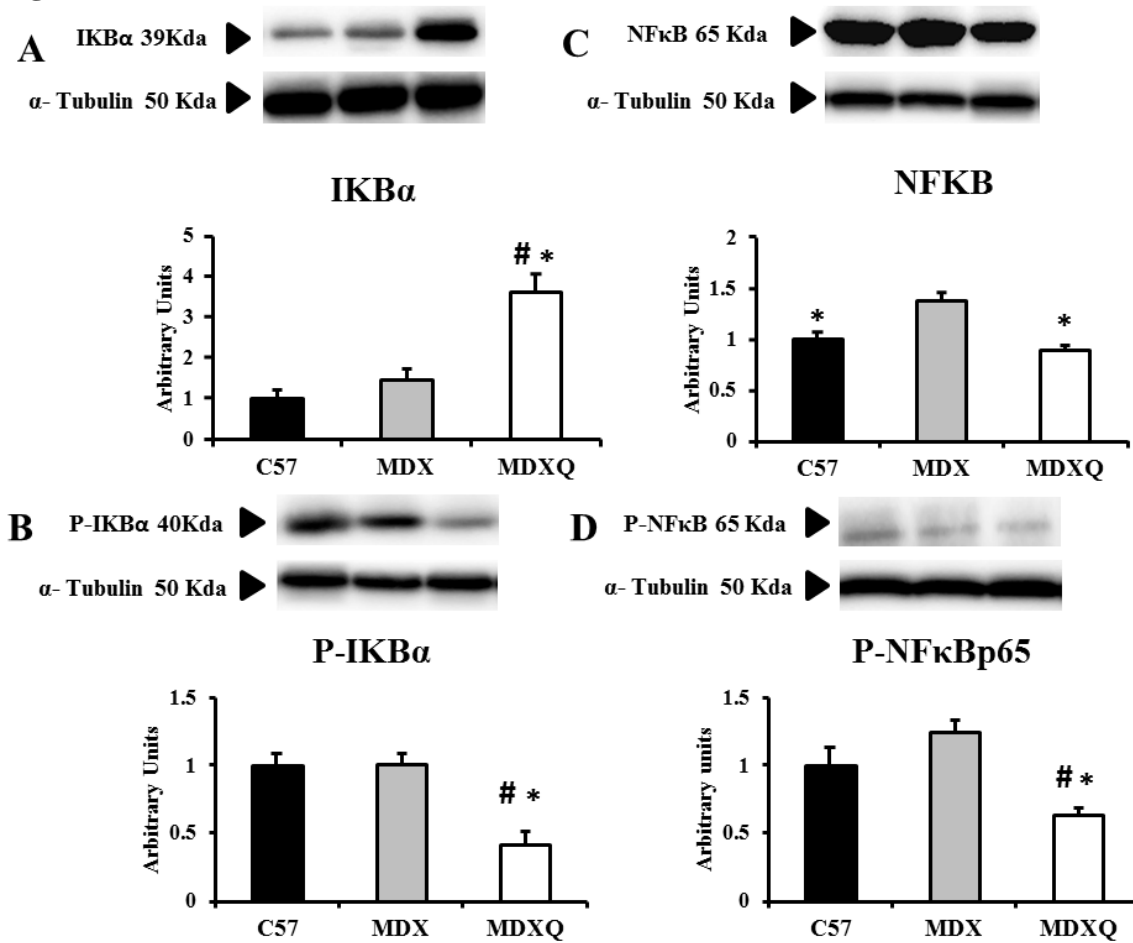 A
IKBα 39Kda
α- Tubulin 50 Kda
IKBα
Arbitrary Units
5
4
3
2
1
0
# *
C57
MDX
MDXQ
C
NFκB 65 Kda
α- Tubulin 50 Kda
NFKB
Arbitrary Units
2
1.5
1
0.5
0
*
*
C57
MDX
MDXQ
B
P-IKBα 40Kda
α- Tubulin 50 Kda
P-IKBα
Arbitrary Units
1.5
1
0.5
0
# *
C57
MDX
MDXQ
D
P-NFκB 65 Kda
α- Tubulin 50 Kda
P-NFκBp65
Arbitrary units
1.5
1
0.5
0
# *
C57
MDX
MDXQ